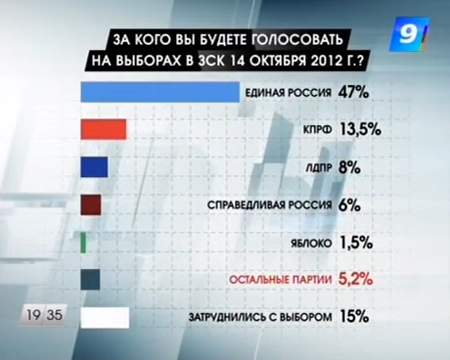 ЗА КОГО ВЫ БУДЕТЕ ГОЛОСОВАТЬ
НА ВЫБОРАХ В ЗСК 14 ОКТЯБРЯ 2012 Г.?
9
ЕДИНАЯ РОССИЯ 47%
КПРФ 13,5%
ЛДПР 8%
СПРАВЕДЛИВАЯ РОССИЯ 6%
ЯБЛОКО 1,5%
ОСТАЛЬНЫЕ ПАРТИИ 5,2%
19 35
ЗАТРУДНИЛИСЬ С ВЫБОРОМ 15%